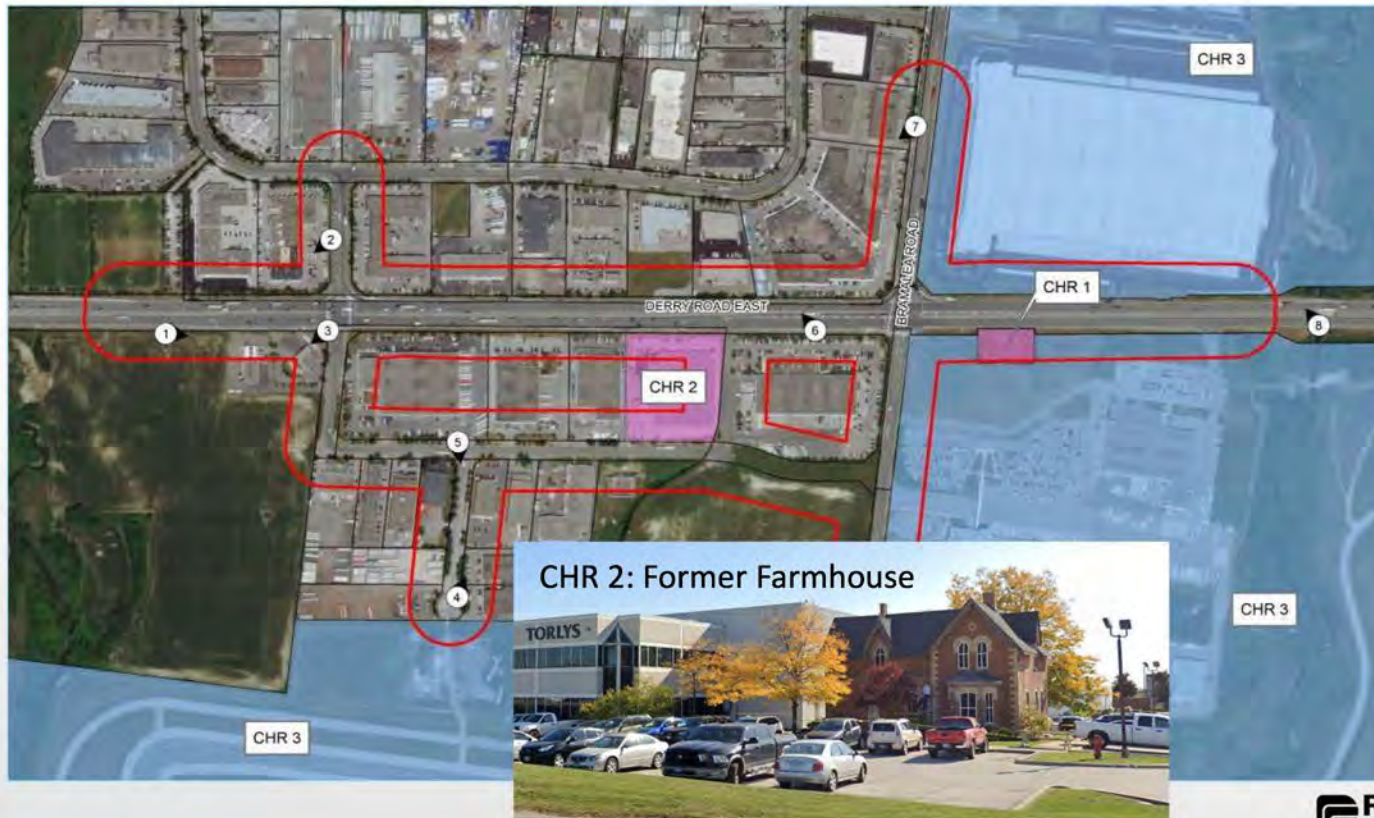 CHR 3
7
2
BRAMALEA ROAD
CHR 1
DERRY ROAD EAST
1
3
6
8
CHR 2
5
4
CHR 2: Former Farmhouse
TORLYS
CHR 3
CHR 3